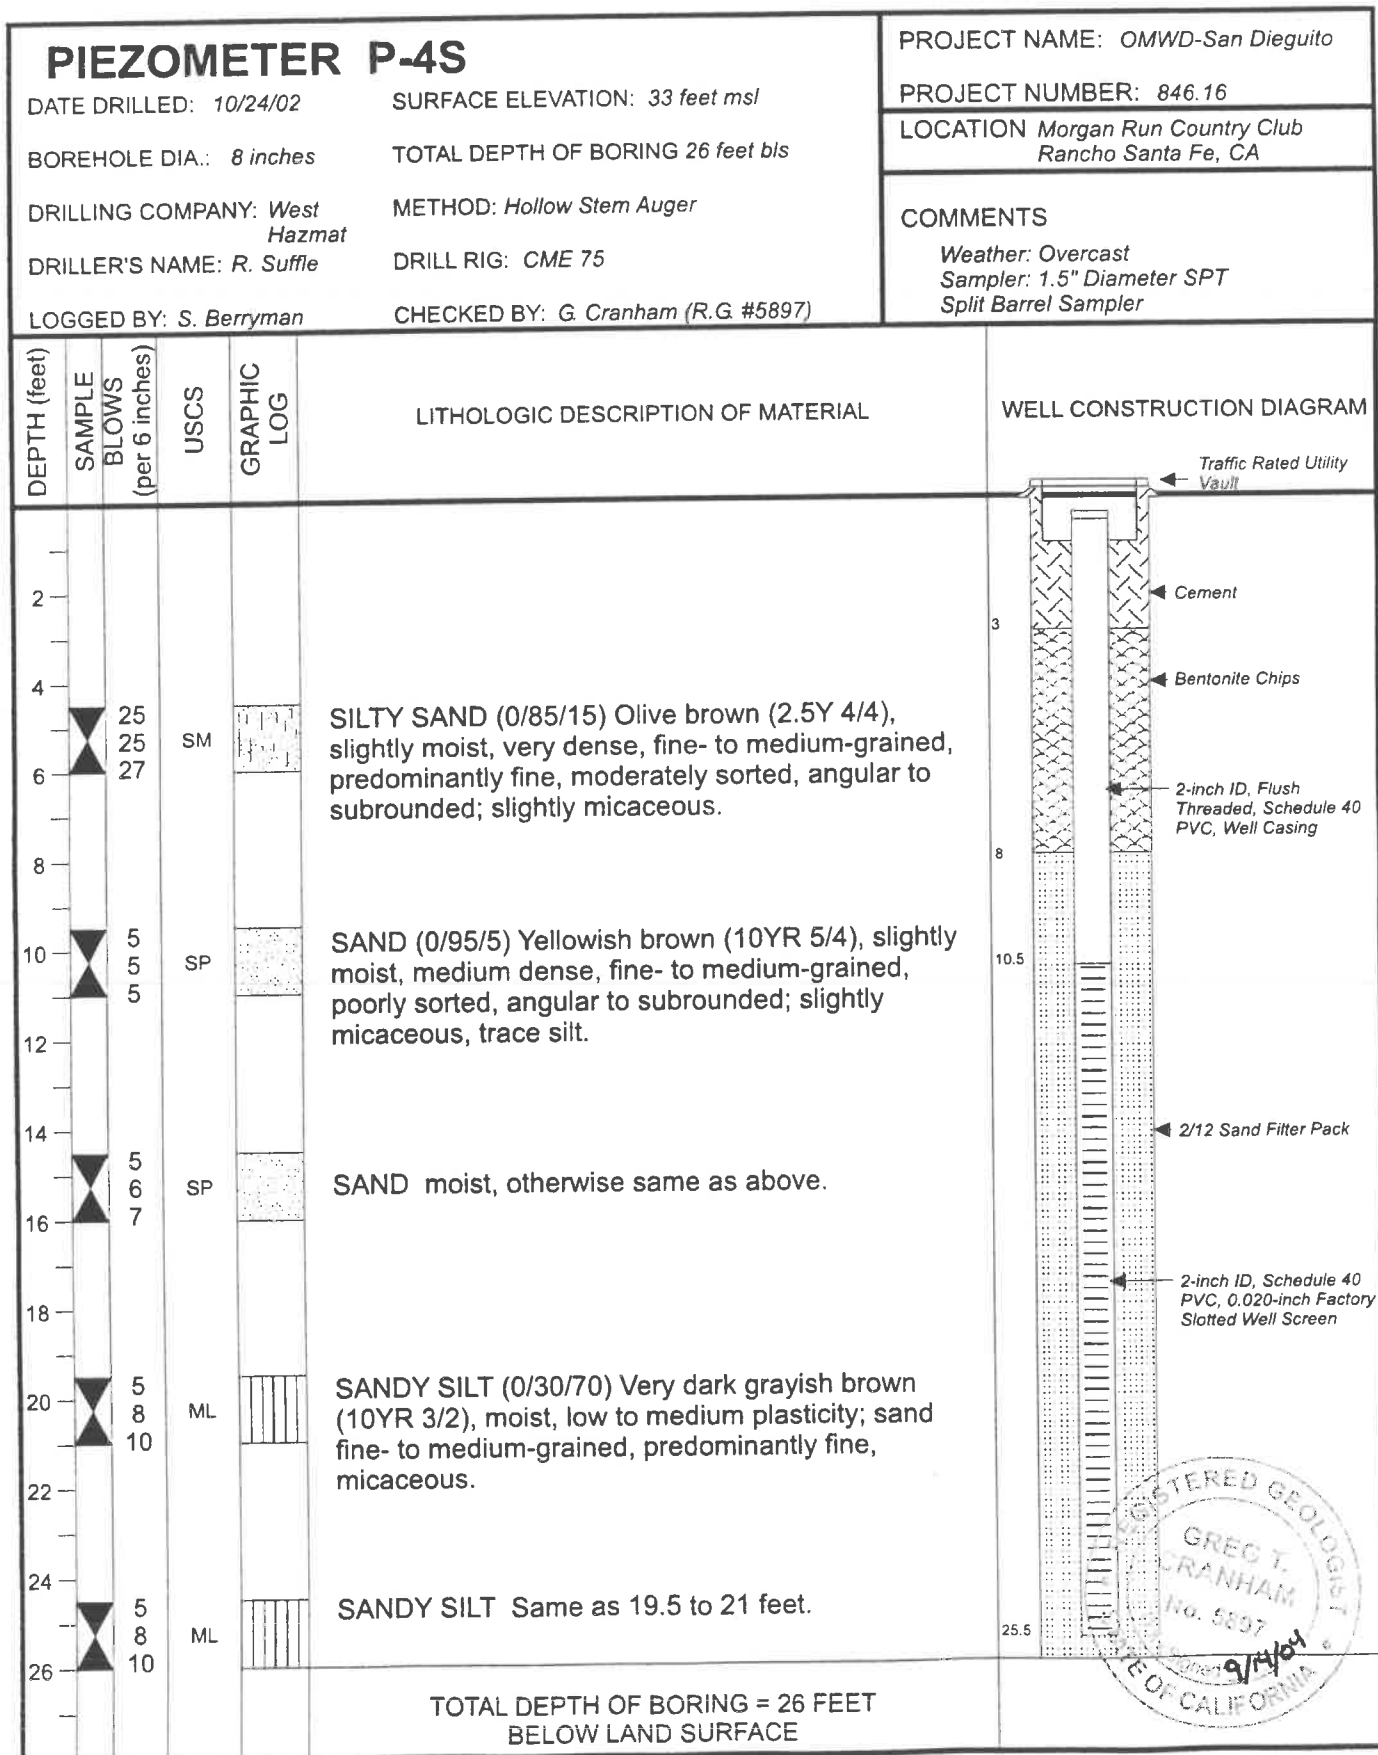 PIEZOMETER P-4S
DATE DRILLED: 10/24/02
SURFACE ELEVATION: 33 feet msl
BOREHOLE DIA.: 8 inches
TOTAL DEPTH OF BORING 26 feet bls
DRILLING COMPANY: West
Hazmat
METHOD: Hollow Stem Auger
DRILLER'S NAME: R. Suffle
DRILL RIG: CME 75
LOGGED BY: S. Berryman
CHECKED BY: G. Cranham (R.G. #5897)
PROJECT NAME: OMWD-San Dieguito
PROJECT NUMBER: 846.16
LOCATION Morgan Run Country Club
Rancho Santa Fe, CA
COMMENTS
Weather: Overcast
Sampler: 1.5" Diameter SPT
Split Barrel Sampler
DEPTH (feet)
SAMPLE
BLOWS
(per 6 inches)
USCS
GRAPHIC
LOG
LITHOLOGIC DESCRIPTION OF MATERIAL
WELL CONSTRUCTION DIAGRAM
Traffic Rated Utility
Vault
2
Cement
3
4
Bentonite Chips
25
25
27
SM
SILTY SAND (0/85/15) Olive brown (2.5Y 4/4),
slightly moist, very dense, fine- to medium-grained,
predominantly fine, moderately sorted, angular to
subrounded; slightly micaceous.
6
2-inch ID, Flush
Threaded, Schedule 40
PVC, Well Casing
8
8
10
5
5
5
SP
SAND (0/95/5) Yellowish brown (10YR 5/4), slightly
moist, medium dense, fine- to medium-grained,
poorly sorted, angular to subrounded; slightly
micaceous, trace silt.
10.5
12
14
2/12 Sand Filter Pack
5
6
7
SP
SAND moist, otherwise same as above.
16
2-inch ID, Schedule 40
PVC, 0.020-inch Factory
Slotted Well Screen
18
20
5
8
10
ML
SANDY SILT (0/30/70) Very dark grayish brown
(10YR 3/2), moist, low to medium plasticity; sand
fine- to medium-grained, predominantly fine,
micaceous.
22
24
5
8
10
ML
SANDY SILT Same as 19.5 to 21 feet.
25.5
26
TOTAL DEPTH OF BORING = 26 FEET
BELOW LAND SURFACE
REGISTERED GEOLOGIST
GREG T.
CRANHAM
No. 5897
9/14/04
STATE OF CALIFORNIA